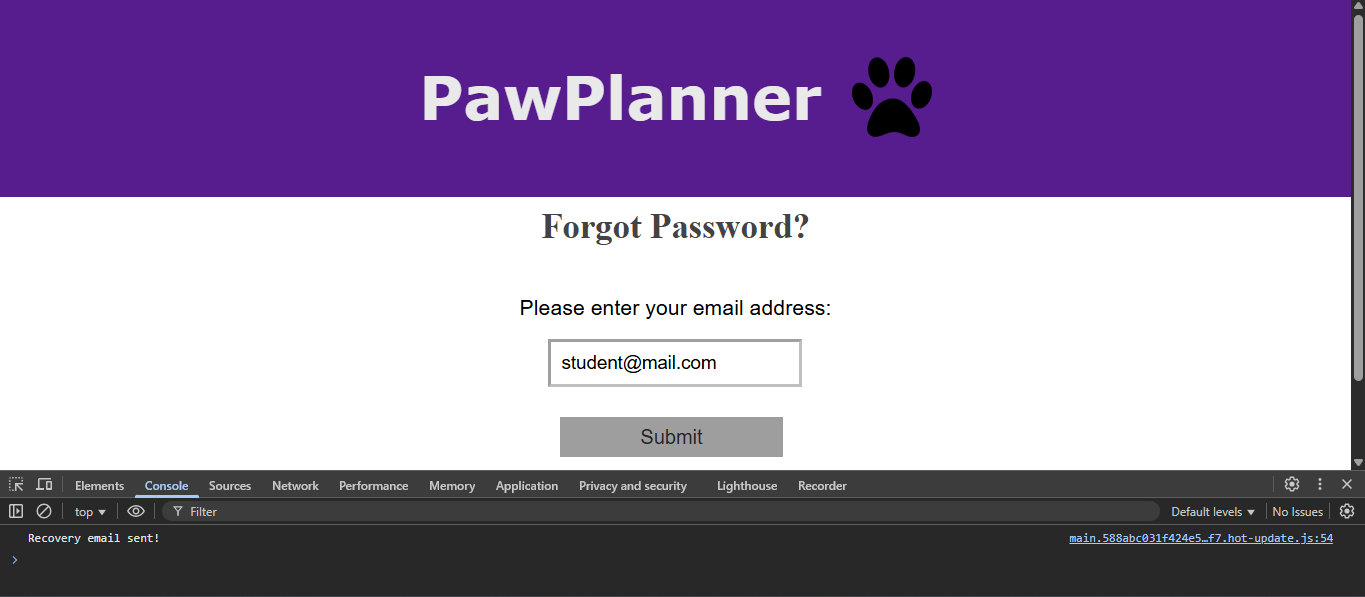 PawPlanner
Forgot Password?
Please enter your email address:
student@mail.com
Submit
Elements Console Sources Network Performance Memory Application Privacy and security Lighthouse Recorder
top Filter Default levels No Issues
Recovery email sent! main.588abc031f424e5…f7.hot-update.js:54